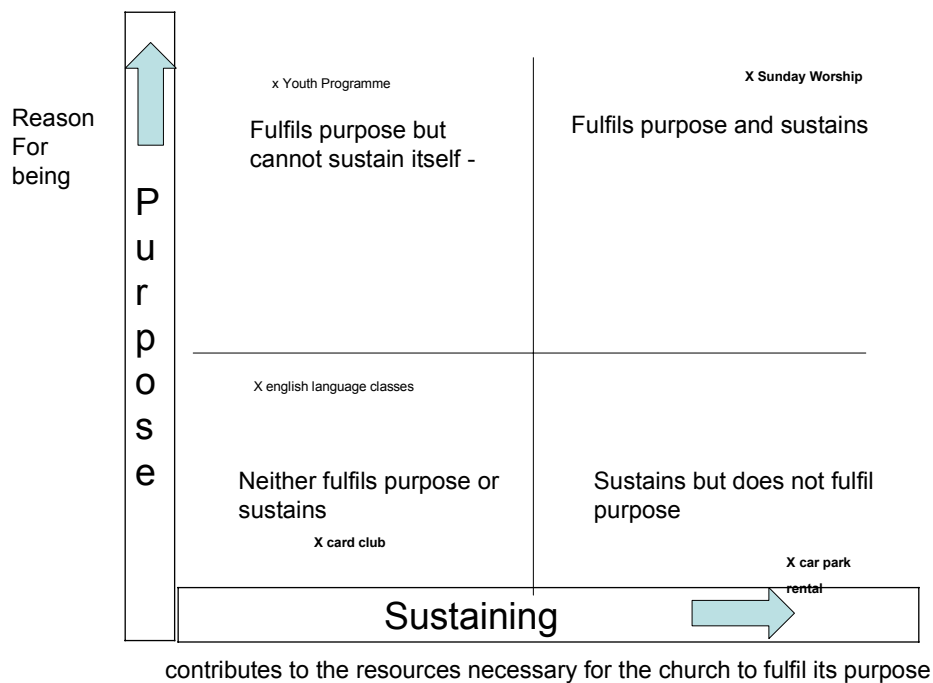 Reason
For
being
Purpose
x Youth Programme
Fulfils purpose but
cannot sustain itself -
X Sunday Worship
Fulfils purpose and sustains
X english language classes
Neither fulfils purpose or
sustains
X card club
Sustains but does not fulfil
purpose
X car park
rental
Sustaining
contributes to the resources necessary for the church to fulfil its purpose